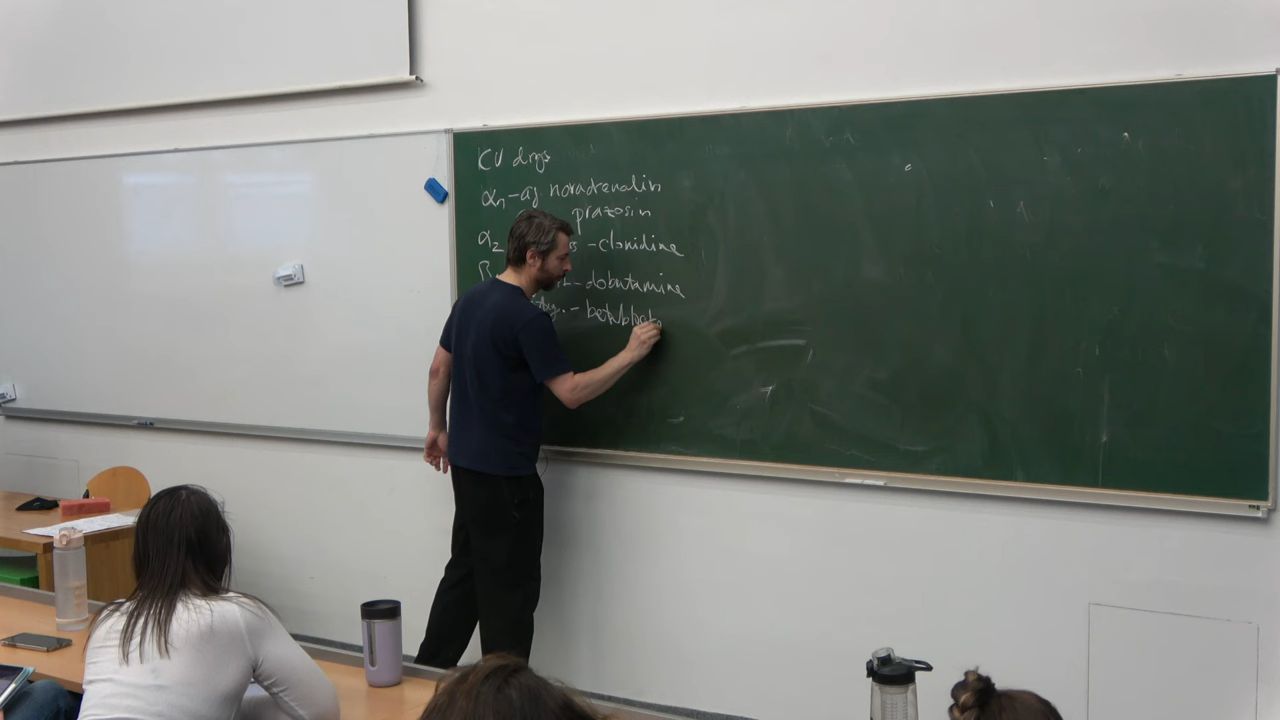 CV drgs
α1-ag noradrenalin
prazosin
α2 -clonidine
β -dobutamine
- betablok